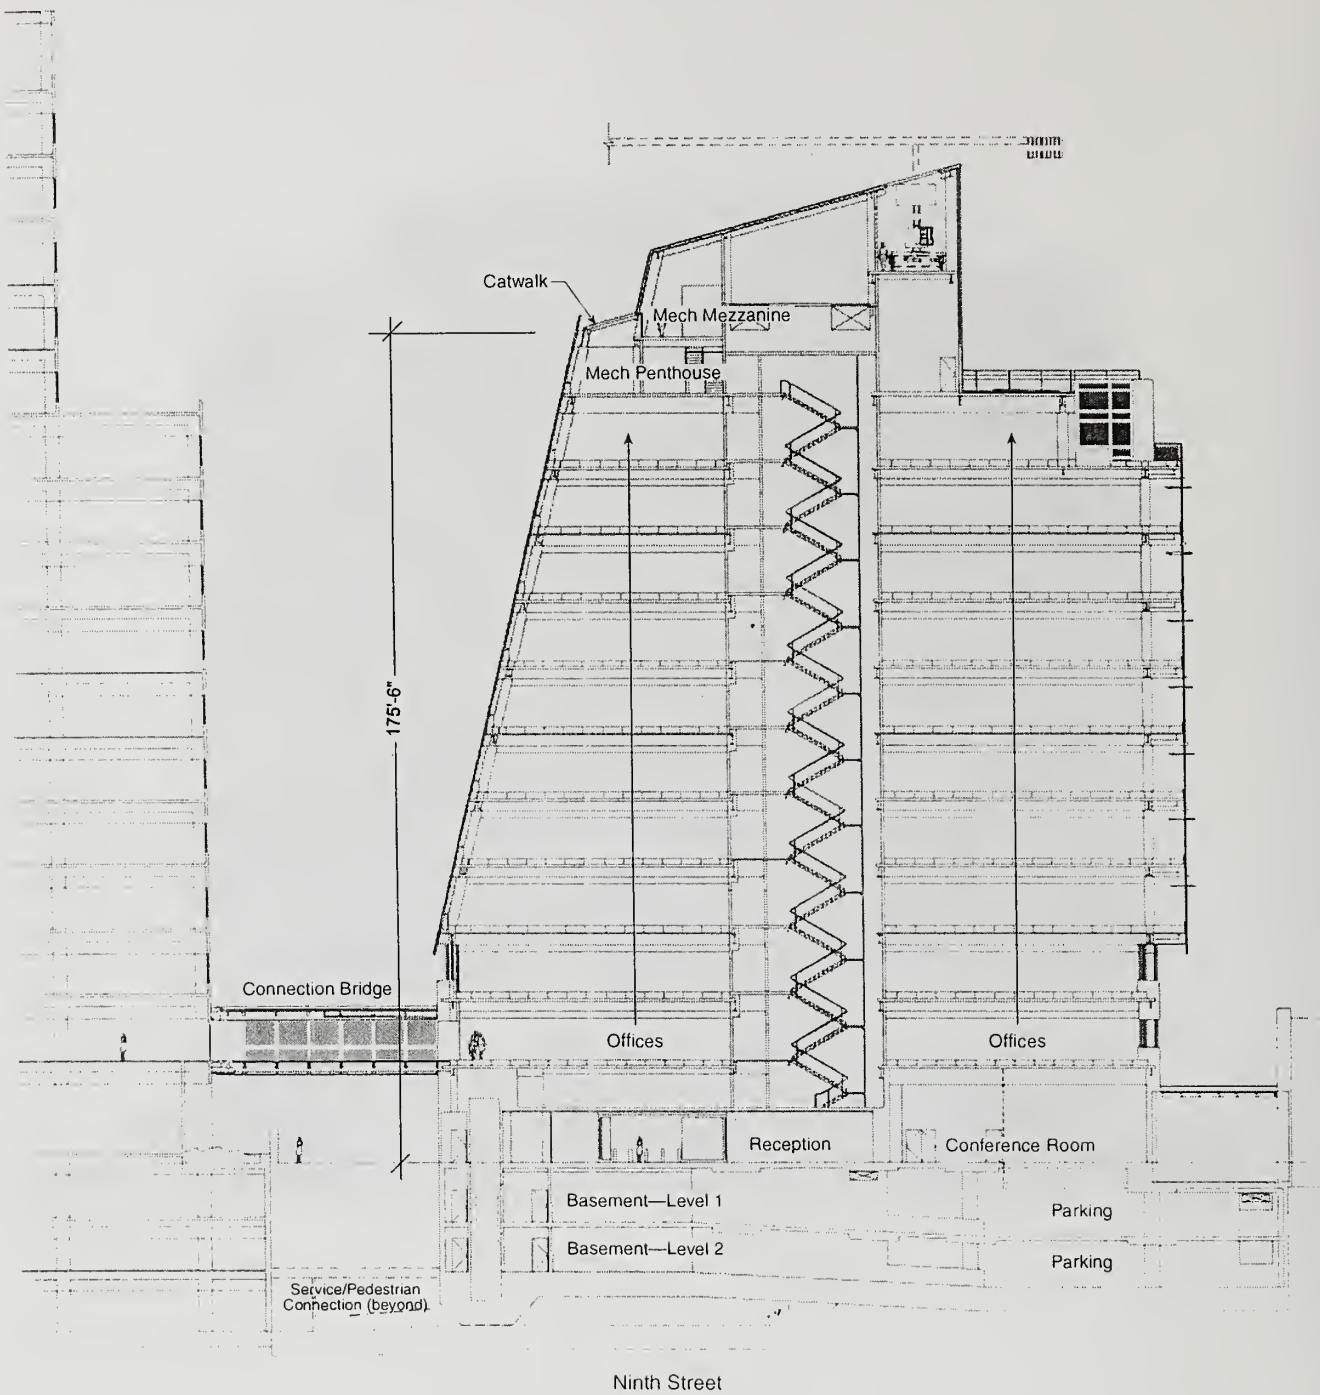 Catwalk
Mech Mezzanine
Mech Penthouse
175'-6"
Connection Bridge
Offices
Offices
Reception
Conference Room
Basement—Level 1
Parking
Basement—Level 2
Parking
Service/Pedestrian
Connection (beyond)
Ninth Street